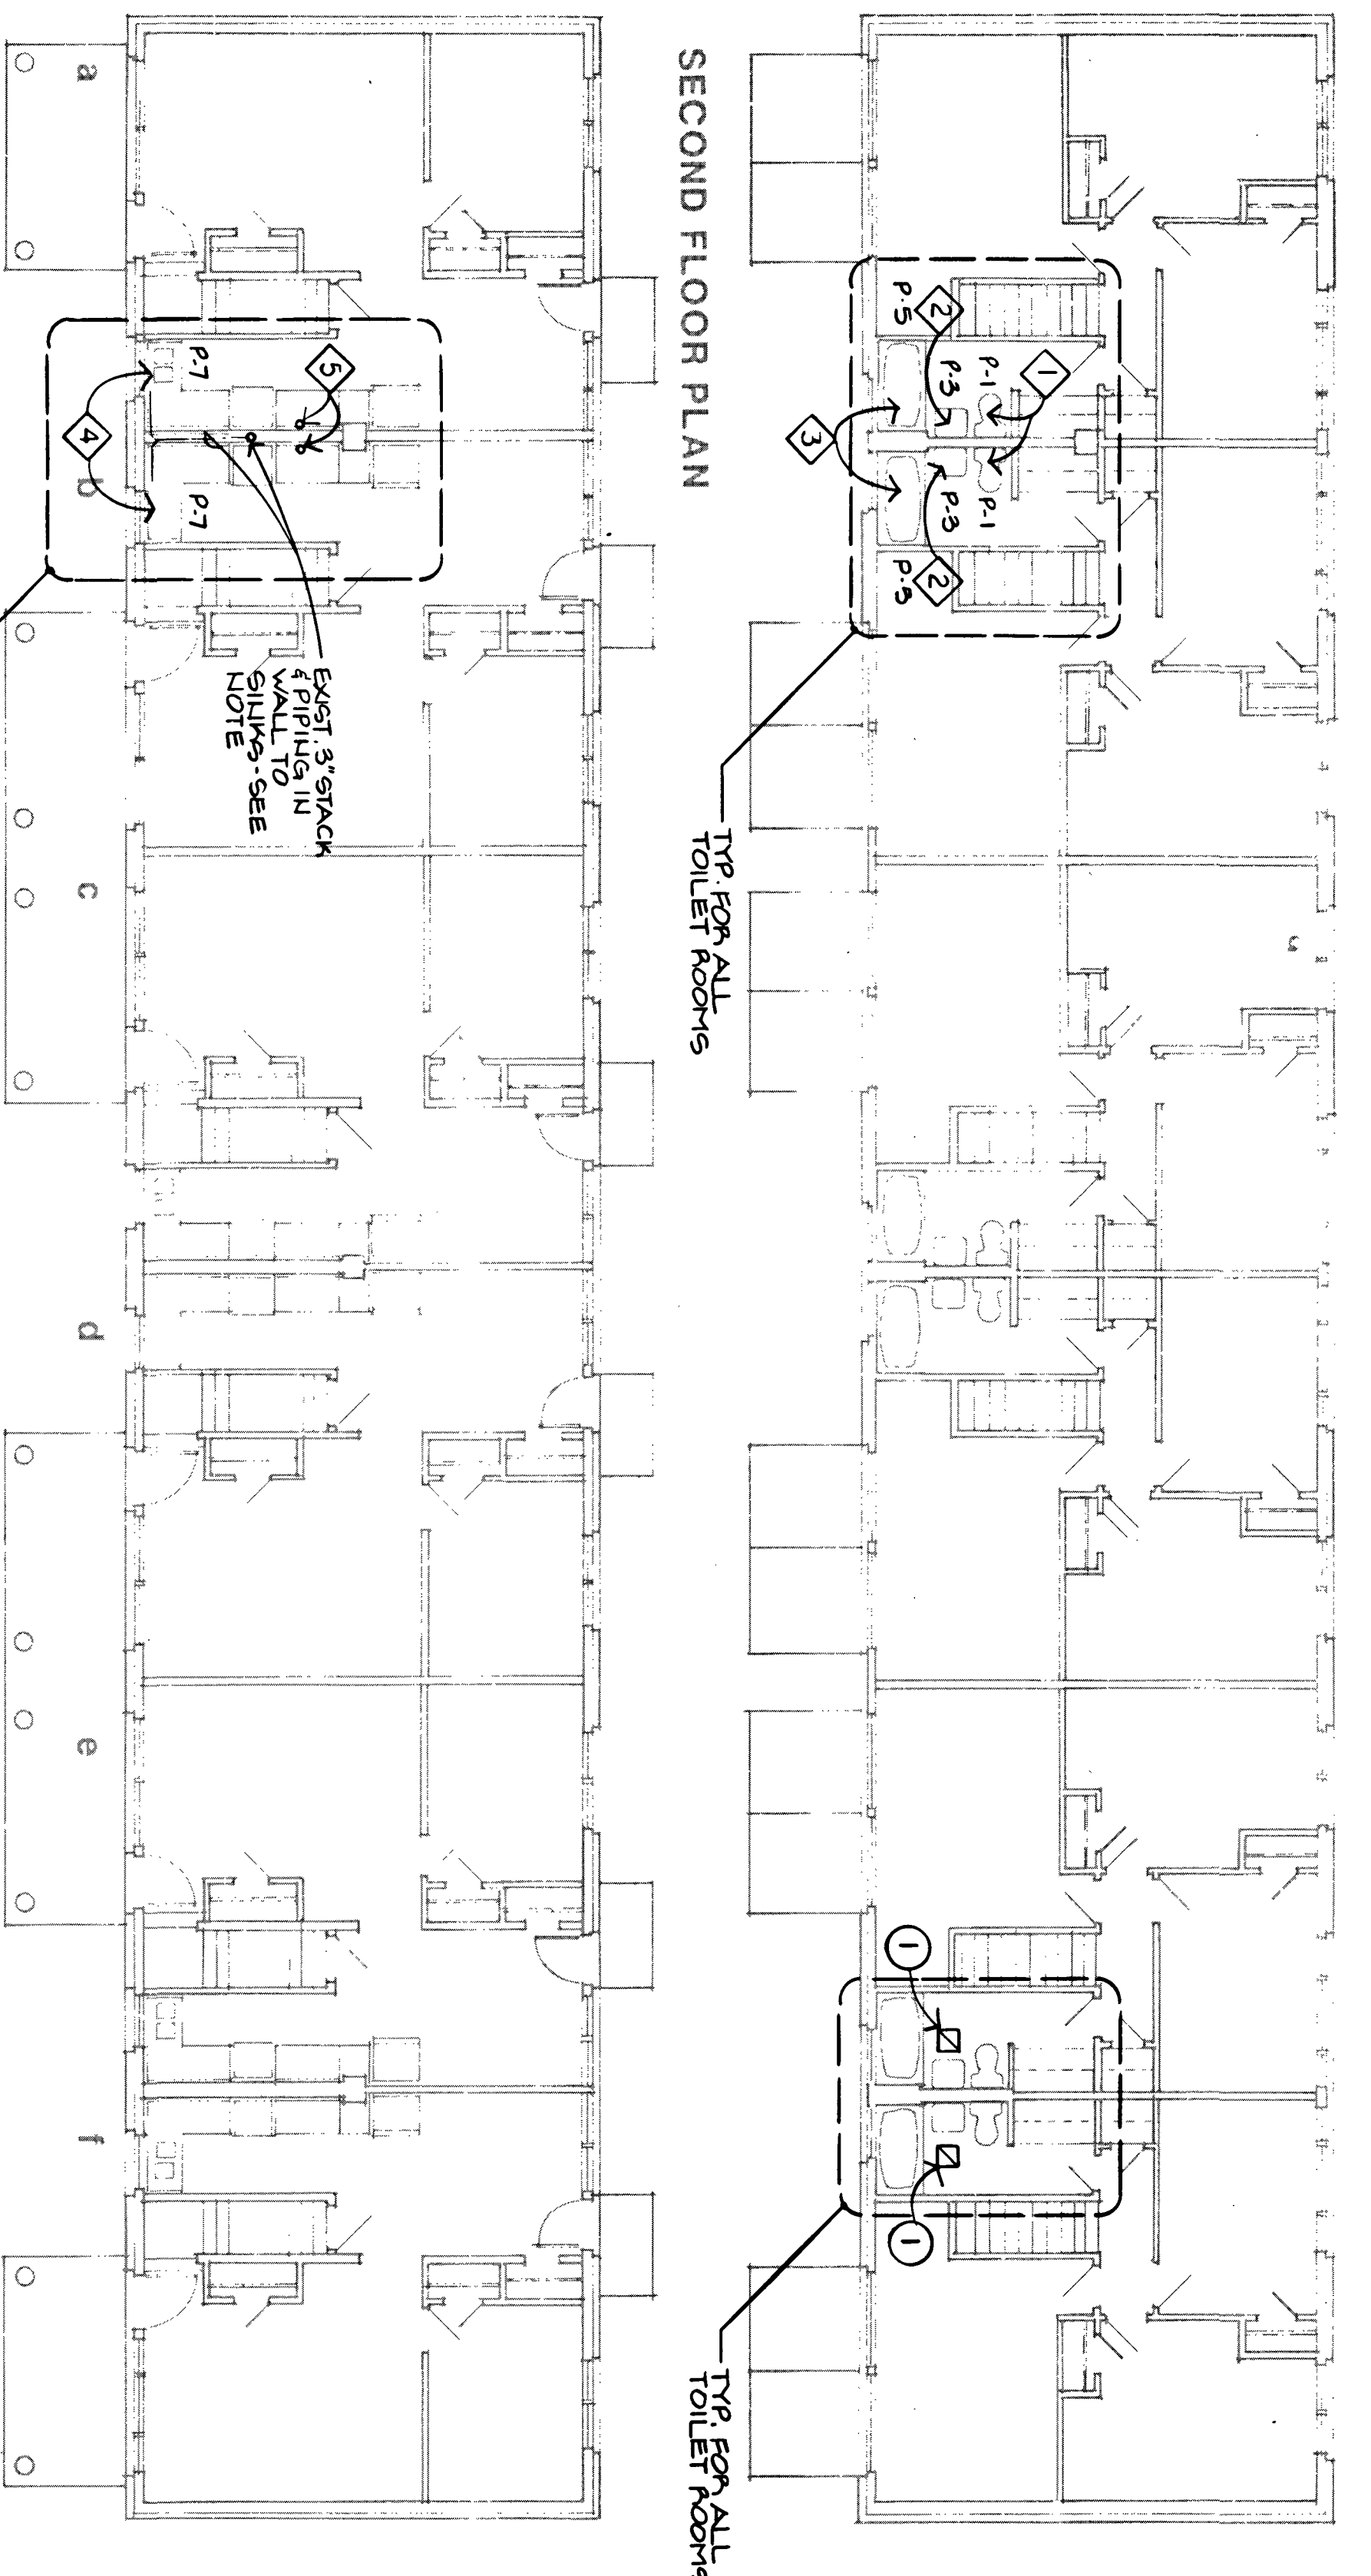 1
P-1
P-1
2
P-5
P-3
P-3
2
P-5
3
TYP. FOR ALL
TOILET ROOMS
1
1
TYP. FOR ALL
TOILET ROOMS
SECOND FLOOR PLAN
5
P-7
P-7
4
EXIST. 3" STACK
& PIPING IN
WALL TO
SINKS-SEE
NOTE
a
b
c
d
e
f